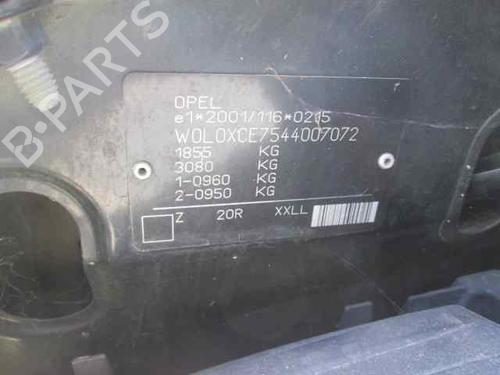 B-PARTS
OPEL
e1*2001/116*0215
W0L0XCE7544007072
1855 KG
3080 KG
1-0960 KG
2-0950 KG
Z 20R XXLL
B-PARTS